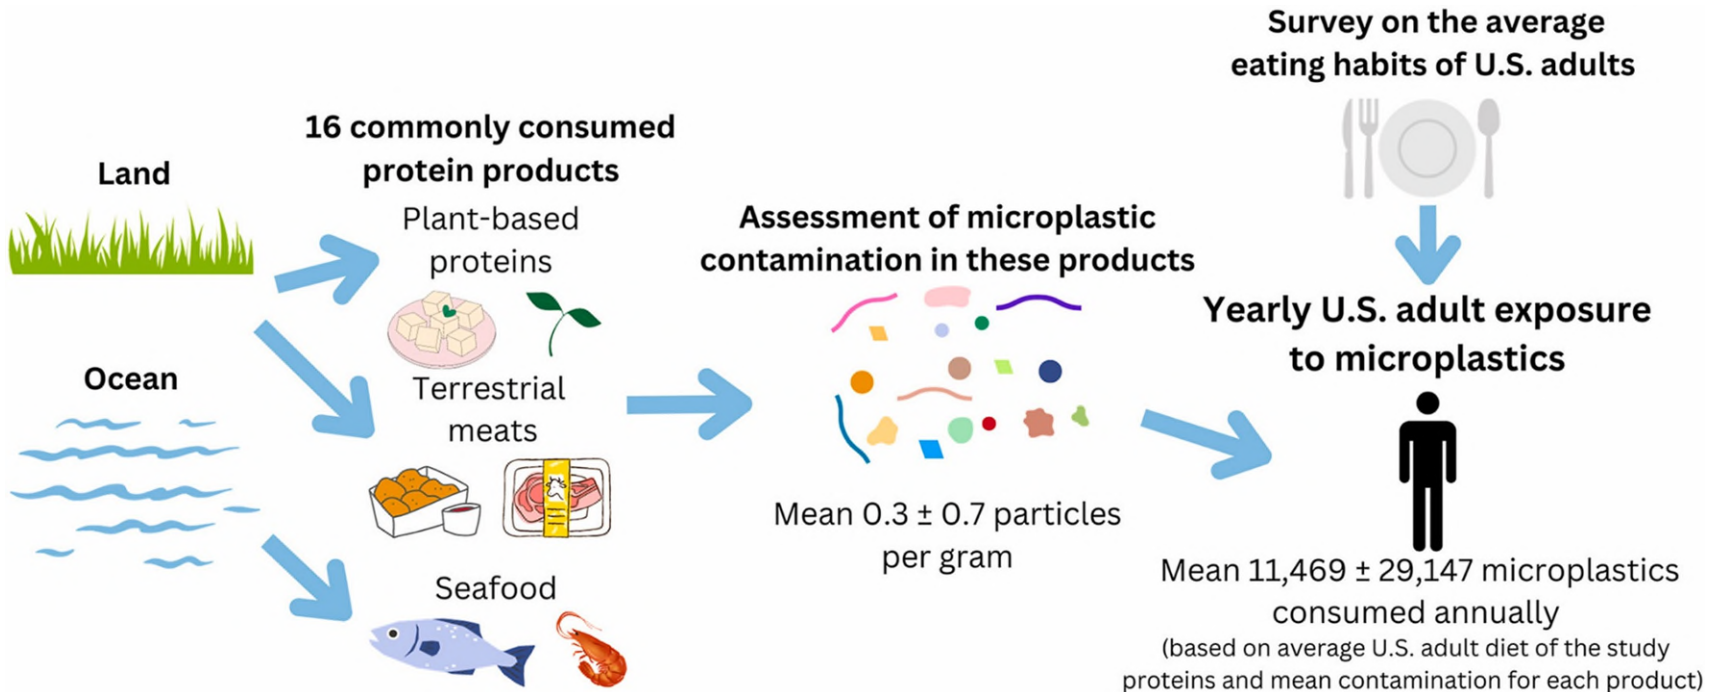 Land
Ocean
16 commonly consumed
protein products
Plant-based
proteins
Terrestrial
meats
Seafood
Assessment of microplastic
contamination in these products
Mean 0.3 ± 0.7 particles
per gram
Survey on the average
eating habits of U.S. adults
Yearly U.S. adult exposure
to microplastics
Mean 11,469 ± 29,147 microplastics
consumed annually
(based on average U.S. adult diet of the study
proteins and mean contamination for each product)